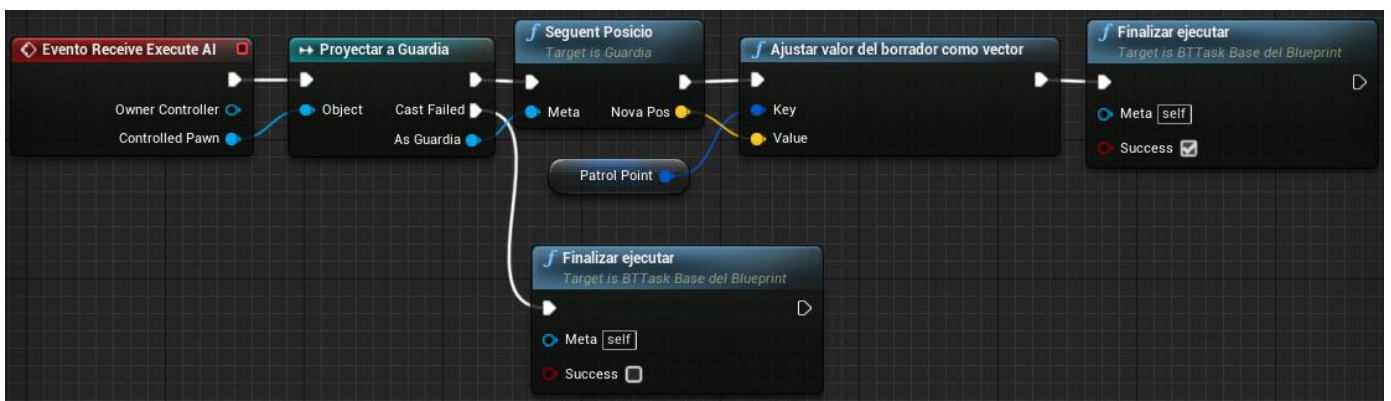 Evento Receive Execute AI
Owner Controller
Controlled Pawn
Proyectar a Guardia
Object
Cast Failed
As Guardia
Seguent Posicio
Target is Guardia
Meta
Nova Pos
Patrol Point
Ajustar valor del borrador como vector
Key
Value
Finalizar ejecutar
Target is BTTask Base del Blueprint
Meta self
Success
Finalizar ejecutar
Target is BTTask Base del Blueprint
Meta self
Success